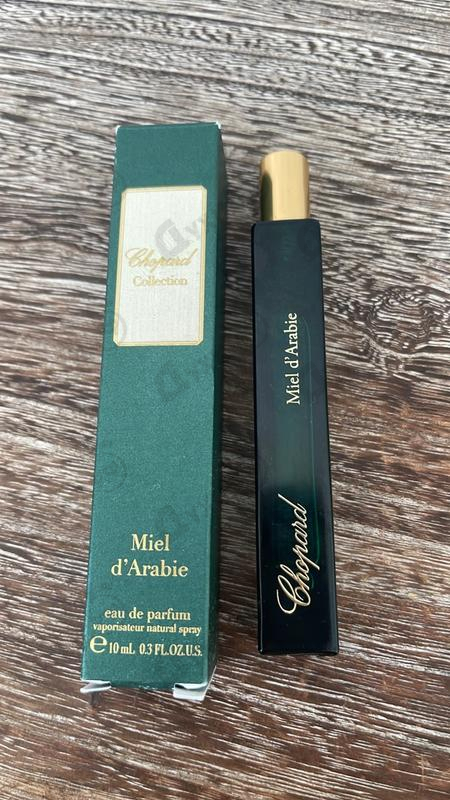 Chopard
Collection
Miel
d'Arabie
eau de parfum
vaporisateur natural spray
℮ 10 mL 0.3 FL.OZ.U.S.
Miel d'Arabie
Chopard